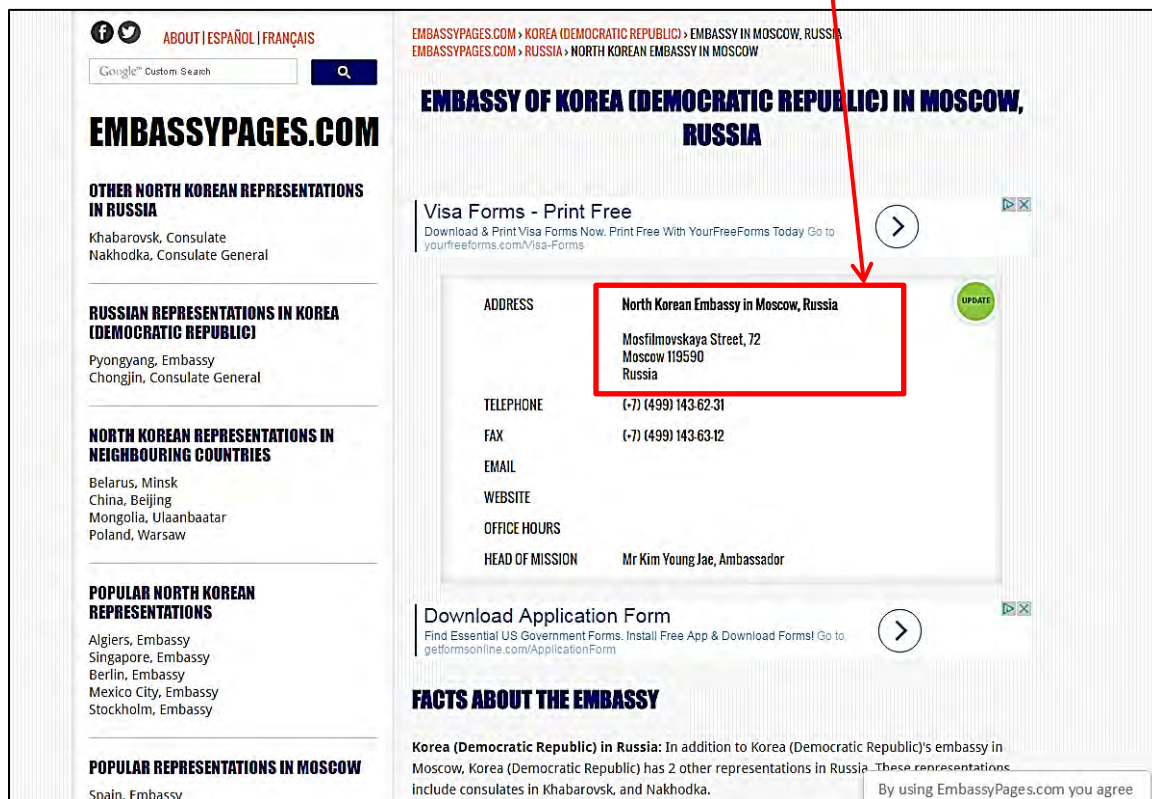 ABOUT | ESPAÑOL | FRANÇAIS
Google™ Custom Search
EMBASSYPAGES.COM
OTHER NORTH KOREAN REPRESENTATIONS
IN RUSSIA
Khabarovsk, Consulate
Nakhodka, Consulate General
RUSSIAN REPRESENTATIONS IN KOREA
(DEMOCRATIC REPUBLIC)
Pyongyang, Embassy
Chongjin, Consulate General
NORTH KOREAN REPRESENTATIONS IN
NEIGHBOURING COUNTRIES
Belarus, Minsk
China, Beijing
Mongolia, Ulaanbaatar
Poland, Warsaw
POPULAR NORTH KOREAN
REPRESENTATIONS
Algiers, Embassy
Singapore, Embassy
Berlin, Embassy
Mexico City, Embassy
Stockholm, Embassy
POPULAR REPRESENTATIONS IN MOSCOW
Spain, Embassy
EMBASSYPAGES.COM › KOREA (DEMOCRATIC REPUBLIC) › EMBASSY IN MOSCOW, RUSSIA
EMBASSYPAGES.COM › RUSSIA › NORTH KOREAN EMBASSY IN MOSCOW
EMBASSY OF KOREA (DEMOCRATIC REPUBLIC) IN MOSCOW,
RUSSIA
Visa Forms - Print Free
Download & Print Visa Forms Now. Print Free With YourFreeForms Today Go to
yourfreeforms.com/Visa-Forms
ADDRESS North Korean Embassy in Moscow, Russia
UPDATE
Mosfilmovskaya Street, 72
Moscow 119590
Russia
TELEPHONE (+7) (499) 143-62-31
FAX (+7) (499) 143-63-12
EMAIL
WEBSITE
OFFICE HOURS
HEAD OF MISSION Mr Kim Young Jae, Ambassador
Download Application Form
Find Essential US Government Forms. Install Free App & Download Forms! Go to
getformsonline.com/ApplicationForm
FACTS ABOUT THE EMBASSY
Korea (Democratic Republic) in Russia: In addition to Korea (Democratic Republic)'s embassy in
Moscow, Korea (Democratic Republic) has 2 other representations in Russia. These representations
include consulates in Khabarovsk, and Nakhodka.
By using EmbassyPages.com you agree